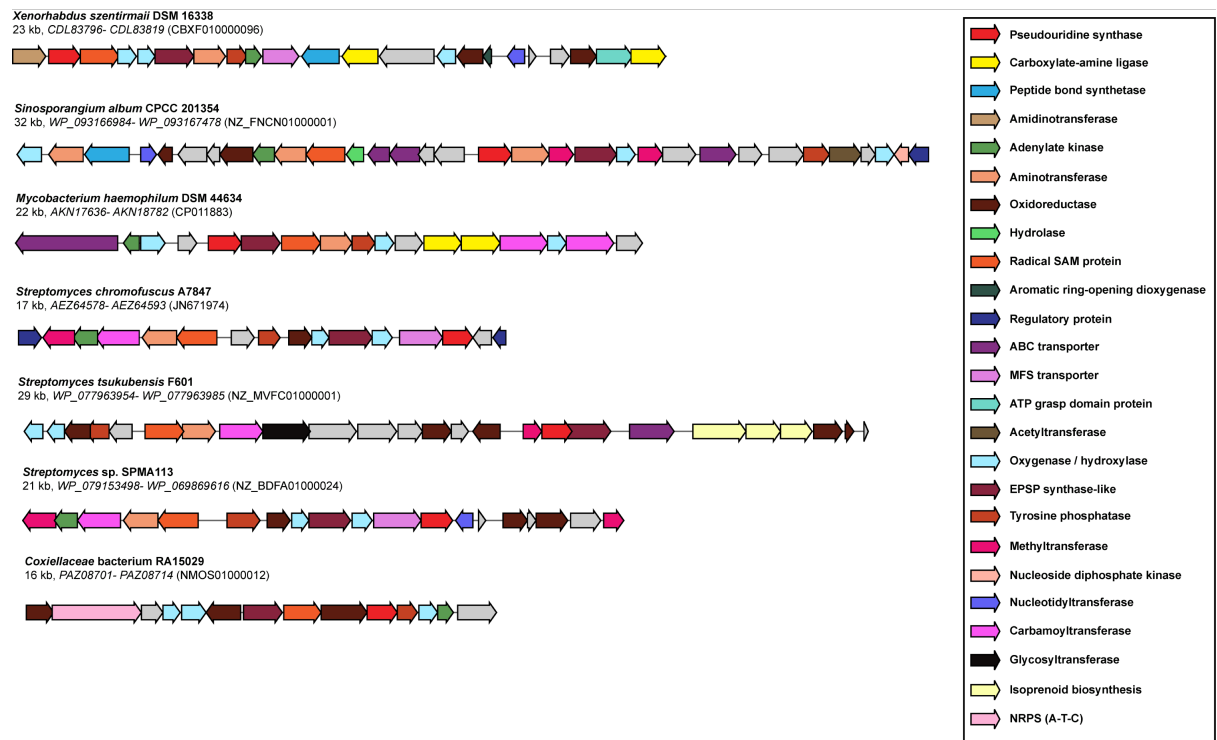 Xenorhabdus szentirmaii DSM 16338
23 kb, CDL83796- CDL83819 (CBXF010000096)
Sinosporangium album CPCC 201354
32 kb, WP_093166984- WP_093167478 (NZ_FNCN01000001)
Mycobacterium haemophilum DSM 44634
22 kb, AKN17636- AKN18782 (CP011883)
Streptomyces chromofuscus A7847
17 kb, AEZ64578- AEZ64593 (JN671974)
Streptomyces tsukubensis F601
29 kb, WP_077963954- WP_077963985 (NZ_MVFC01000001)
Streptomyces sp. SPMA113
21 kb, WP_079153498- WP_069869616 (NZ_BDFA01000024)
Coxiellaceae bacterium RA15029
16 kb, PAZ08701- PAZ08714 (NMOS01000012)
Pseudouridine synthase
Carboxylate-amine ligase
Peptide bond synthetase
Amidinotransferase
Adenylate kinase
Aminotransferase
Oxidoreductase
Hydrolase
Radical SAM protein
Aromatic ring-opening dioxygenase
Regulatory protein
ABC transporter
MFS transporter
ATP grasp domain protein
Acetyltransferase
Oxygenase / hydroxylase
EPSP synthase-like
Tyrosine phosphatase
Methyltransferase
Nucleoside diphosphate kinase
Nucleotidyltransferase
Carbamoyltransferase
Glycosyltransferase
Isoprenoid biosynthesis
NRPS (A-T-C)